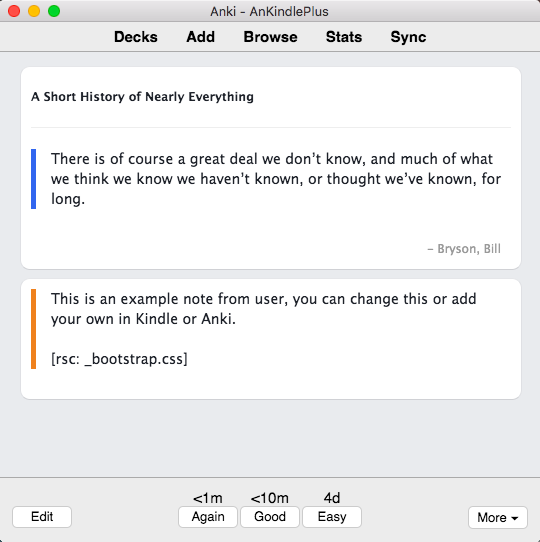 Anki - AnKindlePlus
Decks Add Browse Stats Sync
A Short History of Nearly Everything
There is of course a great deal we don’t know, and much of what
we think we know we haven’t known, or thought we’ve known, for
long.
– Bryson, Bill
This is an example note from user, you can change this or add
your own in Kindle or Anki.
[rsc: _bootstrap.css]
<1m <10m 4d
Edit Again Good Easy More